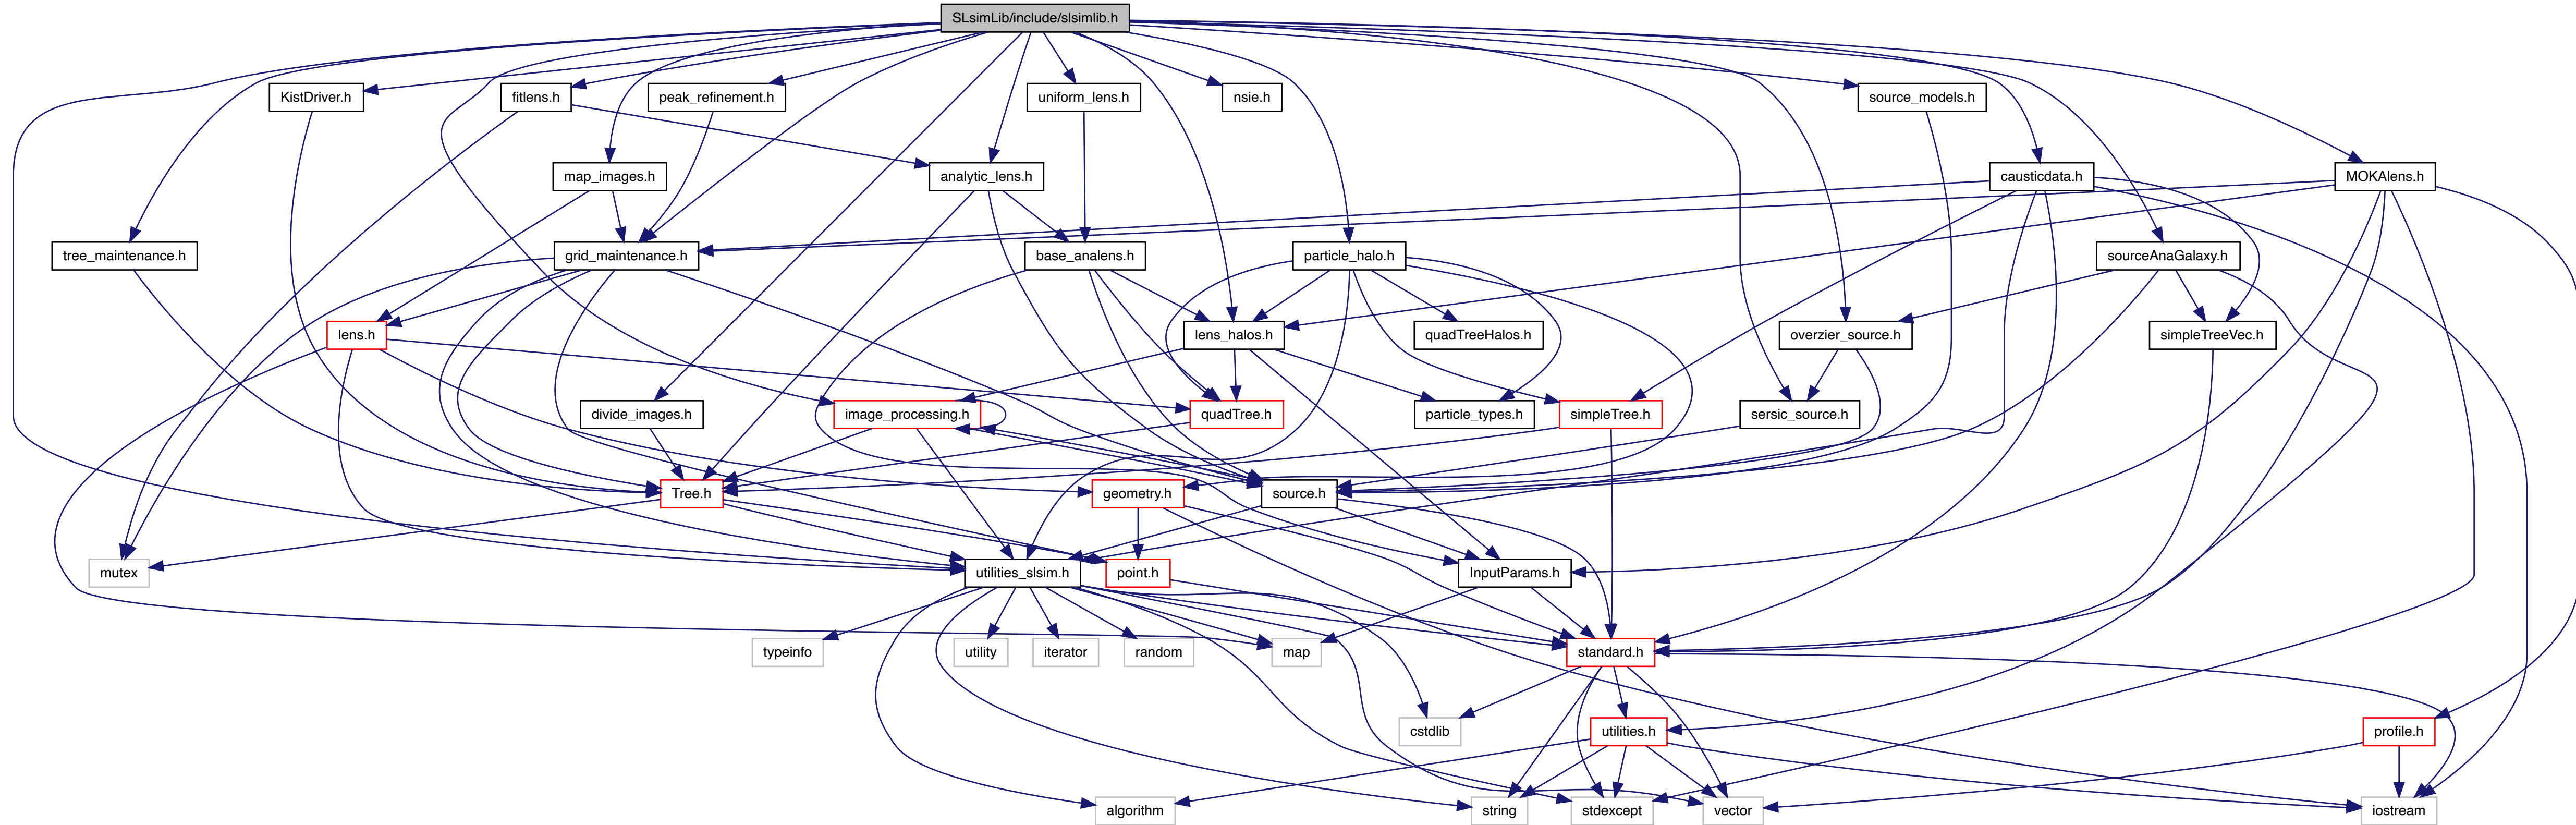 SLsimLib/include/slsimlib.h
KistDriver.h
fitlens.h
peak_refinement.h
uniform_lens.h
nsie.h
source_models.h
map_images.h
analytic_lens.h
causticdata.h
MOKAlens.h
tree_maintenance.h
grid_maintenance.h
base_analens.h
particle_halo.h
sourceAnaGalaxy.h
lens.h
lens_halos.h
quadTreeHalos.h
overzier_source.h
simpleTreeVec.h
divide_images.h
image_processing.h
quadTree.h
particle_types.h
simpleTree.h
sersic_source.h
Tree.h
geometry.h
source.h
mutex
utilities_slsim.h
point.h
InputParams.h
typeinfo
utility
iterator
random
map
standard.h
cstdlib
utilities.h
profile.h
algorithm
string
stdexcept
vector
iostream